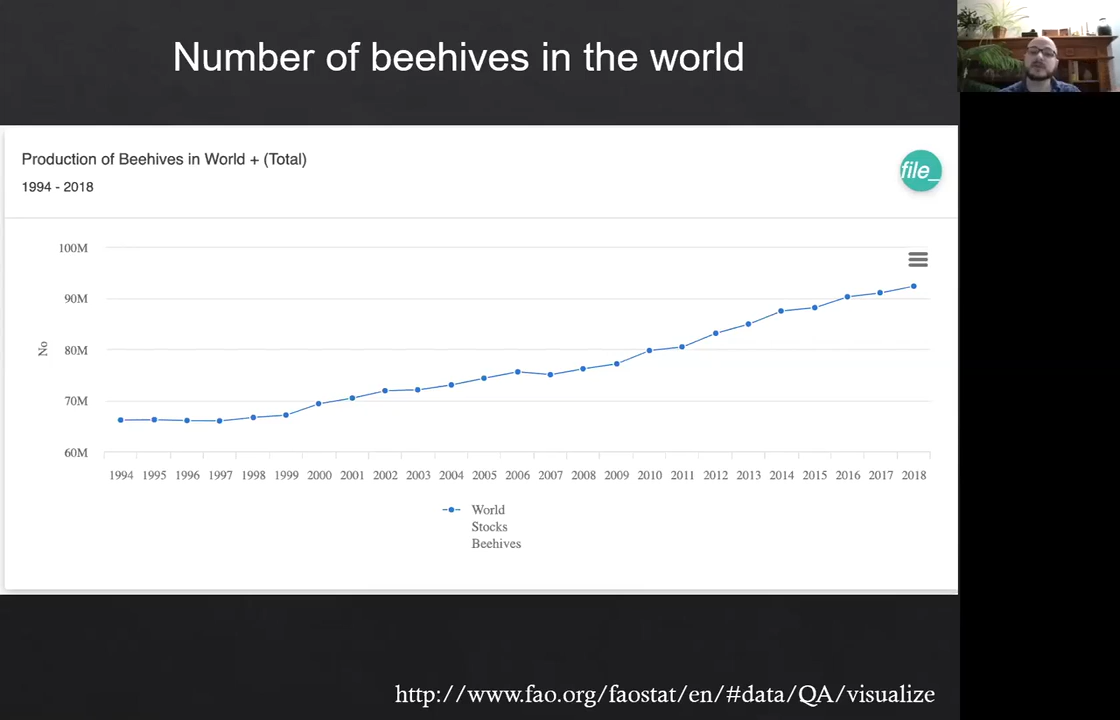 Number of beehives in the world
Production of Beehives in World + (Total)
1994 - 2018
file_
100M
90M
80M
70M
60M
No
1994 1995 1996 1997 1998 1999 2000 2001 2002 2003 2004 2005 2006 2007 2008 2009 2010 2011 2012 2013 2014 2015 2016 2017 2018
World
Stocks
Beehives
http://www.fao.org/faostat/en/#data/QA/visualize